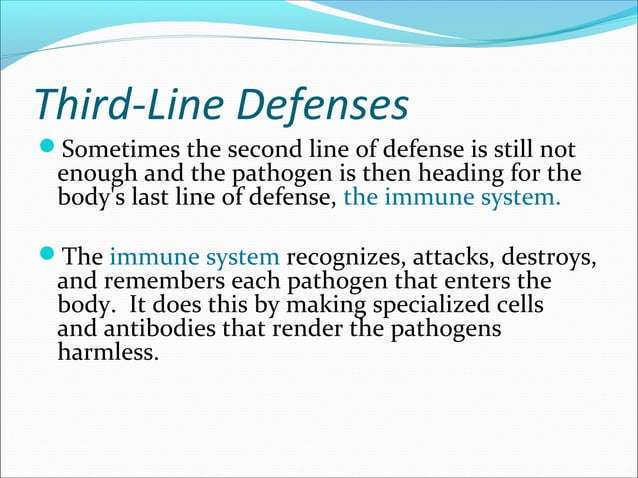 Third-Line Defenses
Sometimes the second line of defense is still not
enough and the pathogen is then heading for the
body's last line of defense, the immune system.
The immune system recognizes, attacks, destroys,
and remembers each pathogen that enters the
body.  It does this by making specialized cells
and antibodies that render the pathogens
harmless.